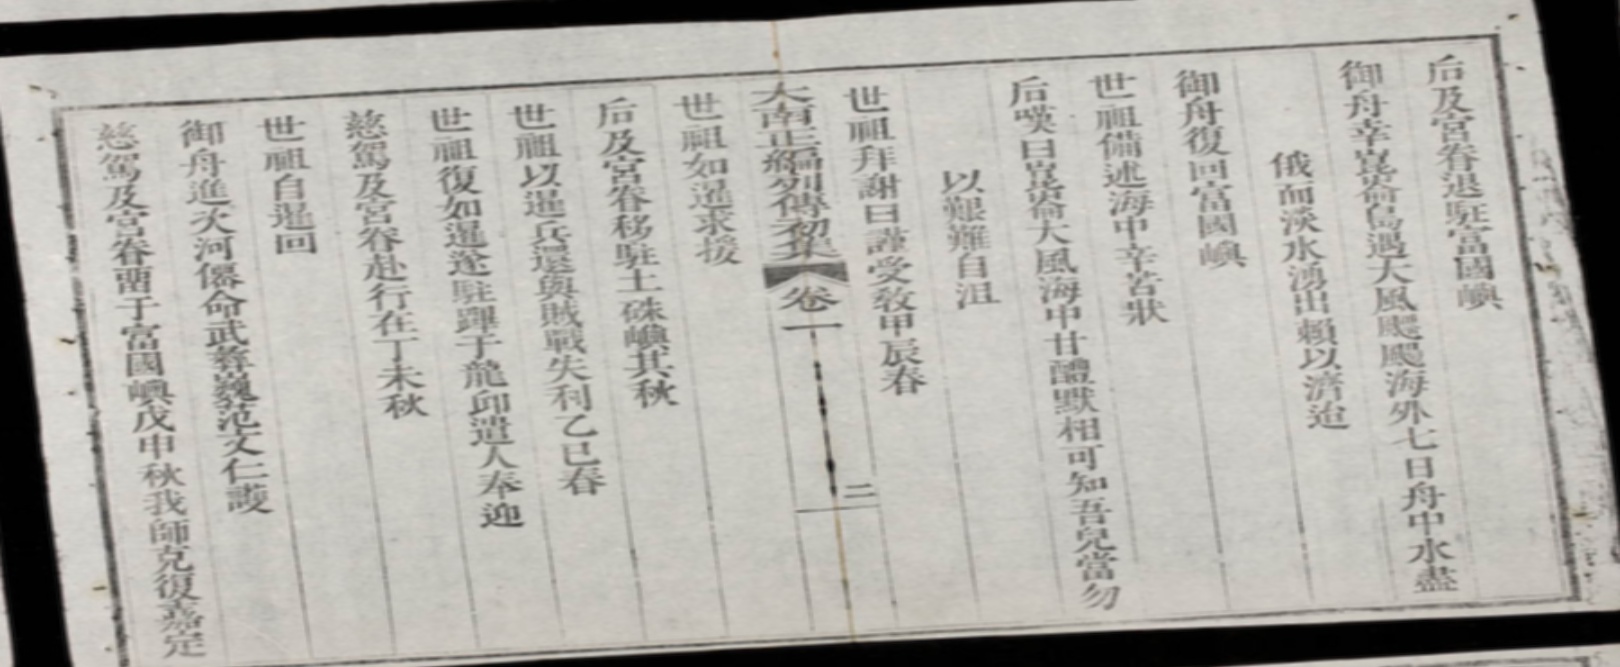 后及宮眷退駐富國嶼
御舟幸崑崙島遇大風飓飓海外七日舟中水盡
俄而淡水湧出賴以濟迨
御舟復回富國嶼
世祖備述海中辛苦狀
后嘆曰崑崙大風海中甘醴默相可知吾兒當勿
以艱難自沮
世祖拜謝曰謹受敎甲辰春
大南正編列傳初集 卷一 二
世祖如暹求援
后及宮眷移駐土硃嶼其秋
世祖以暹兵還與賊戰失利乙巳春
世祖復如暹遂駐蹕于龍邱遣人奉迎
慈駕及宮眷赴行在丁未秋
世祖自暹回
御舟進次河僊命武彝巍范文仁護
慈駕及宮眷留于富國嶼戊申秋我師克復嘉定